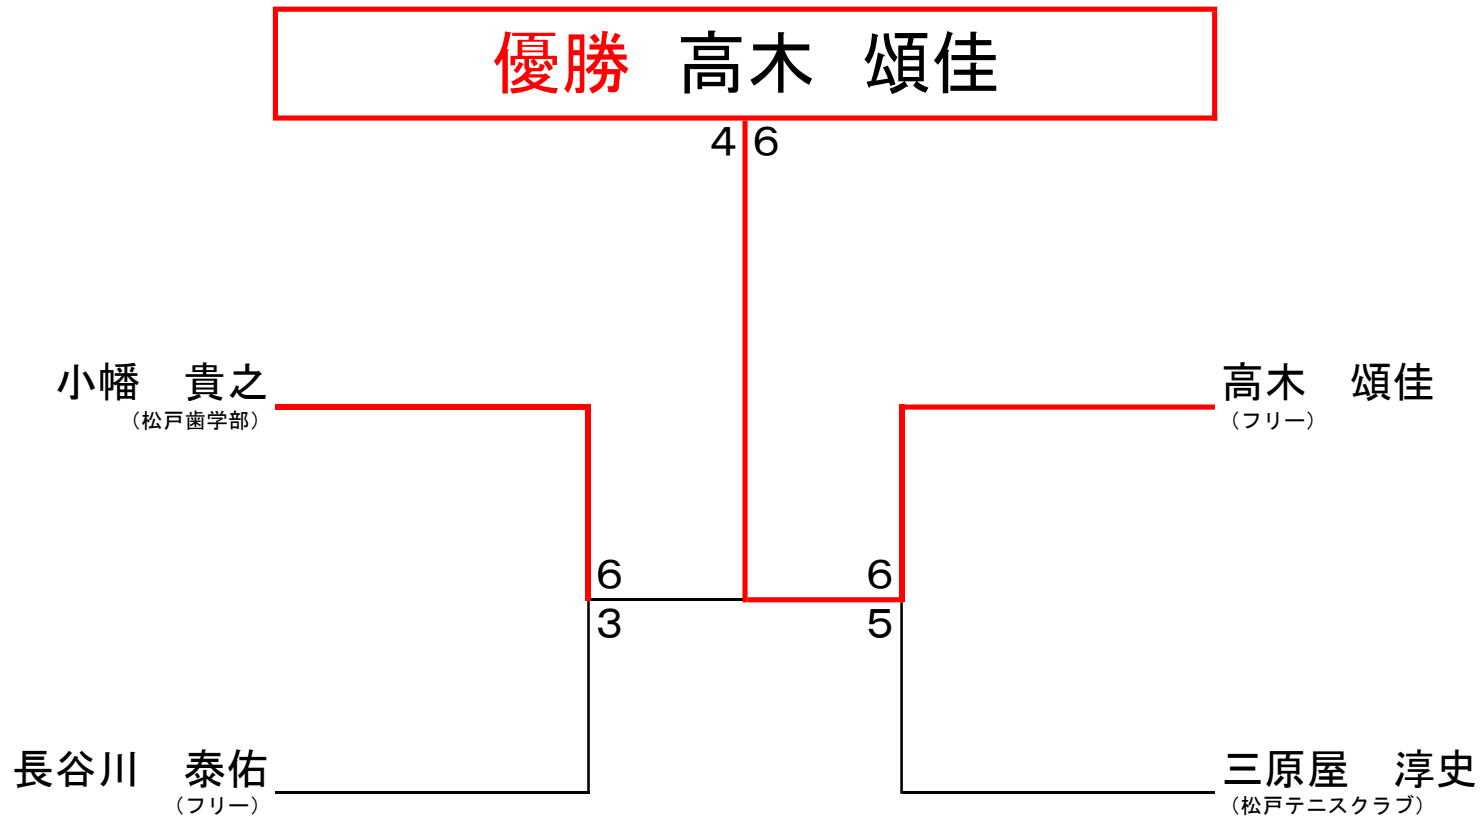 優勝　高木　頌佳
4 6
小幡　貴之
（松戸歯学部）
高木　頌佳
（フリー）
6
3
6
5
長谷川　泰佑
（フリー）
三原屋　淳史
（松戸テニスクラブ）